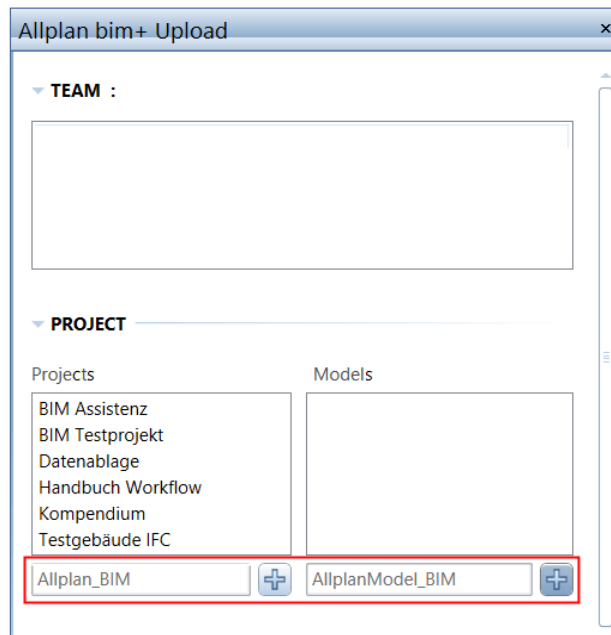 Allplan bim+ Upload
TEAM :
PROJECT
Projects
Models
BIM Assistenz
BIM Testprojekt
Datenablage
Handbuch Workflow
Kompendium
Testgebäude IFC
Allplan_BIM
AllplanModel_BIM